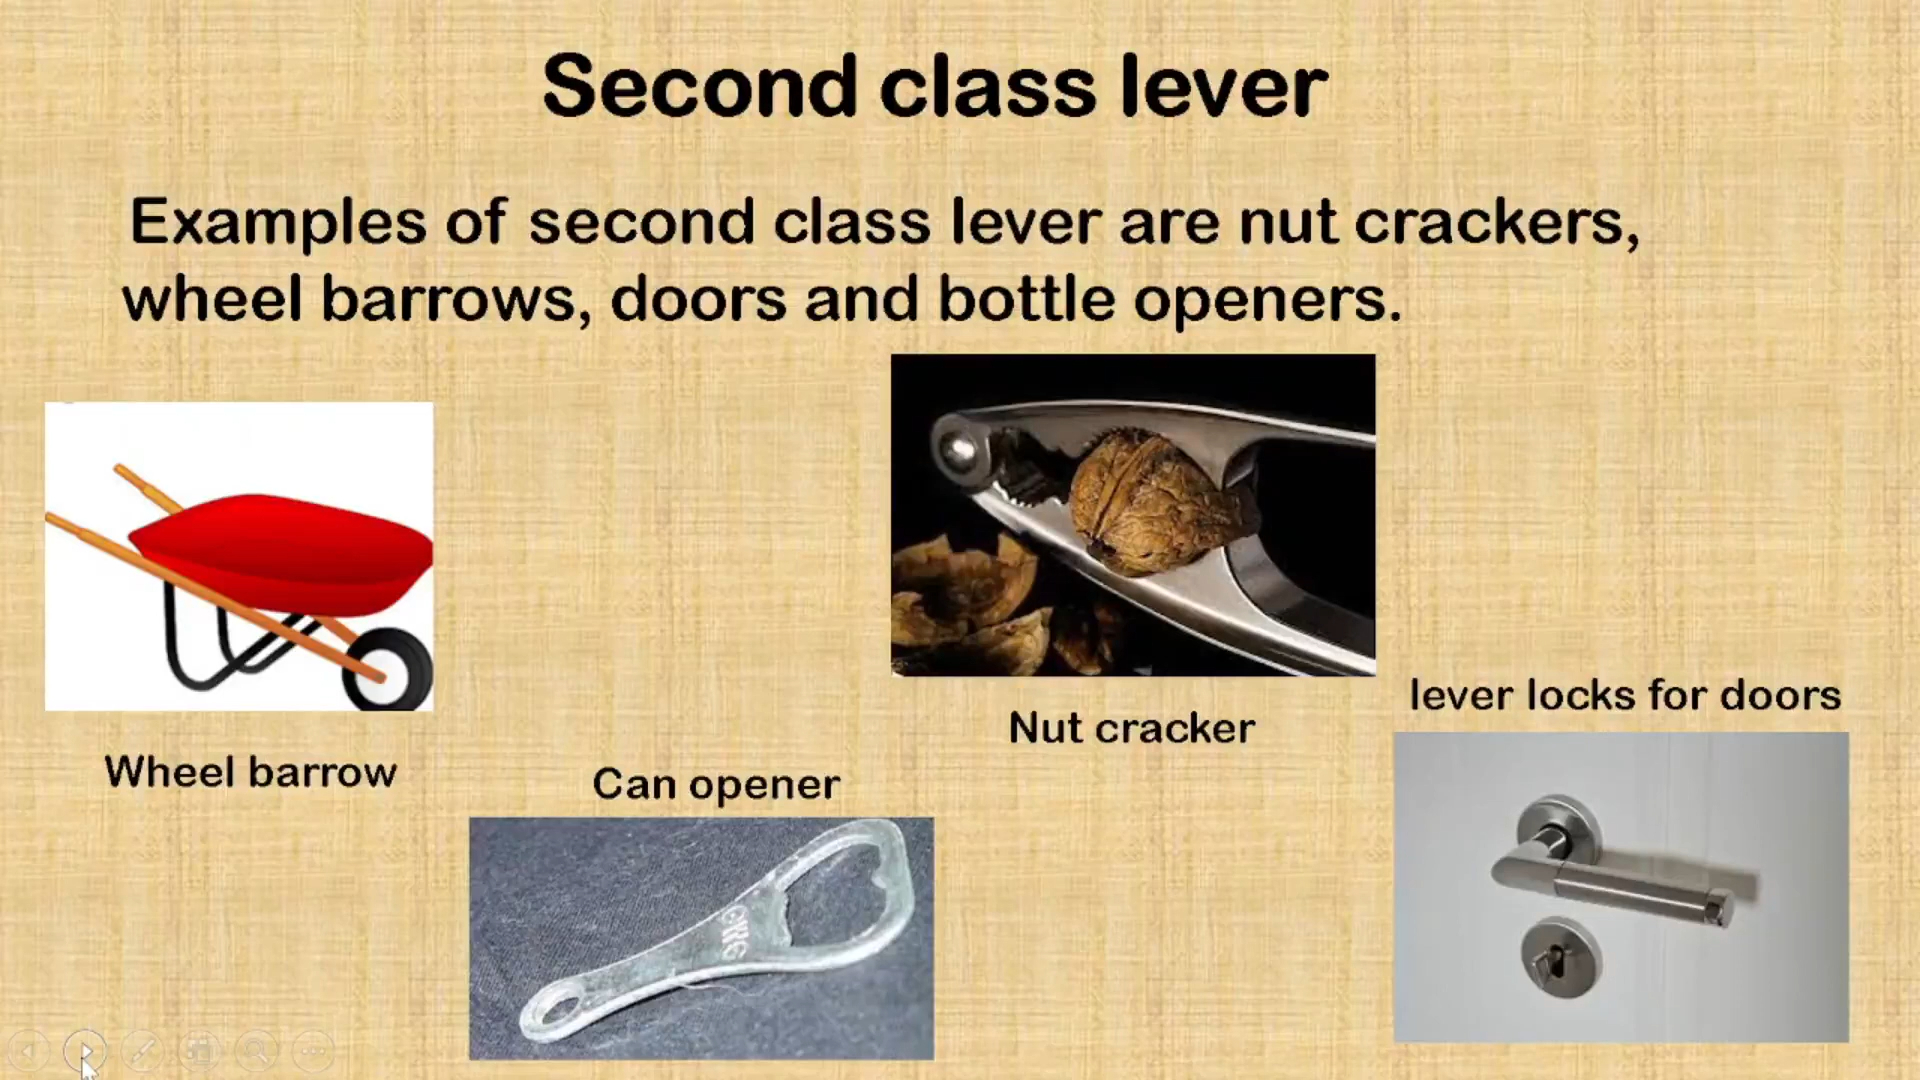 Second class lever
Examples of second class lever are nut crackers,
wheel barrows, doors and bottle openers.
Wheel barrow
Can opener
Nut cracker
lever locks for doors